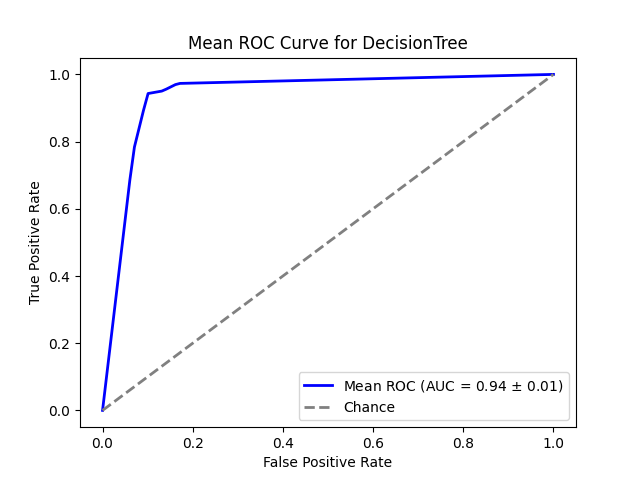 Mean ROC Curve for DecisionTree
1.0
0.8
0.6
0.4
0.2
0.0
True Positive Rate
Mean ROC (AUC = 0.94 ± 0.01)
Chance
0.0 0.2 0.4 0.6 0.8 1.0
False Positive Rate